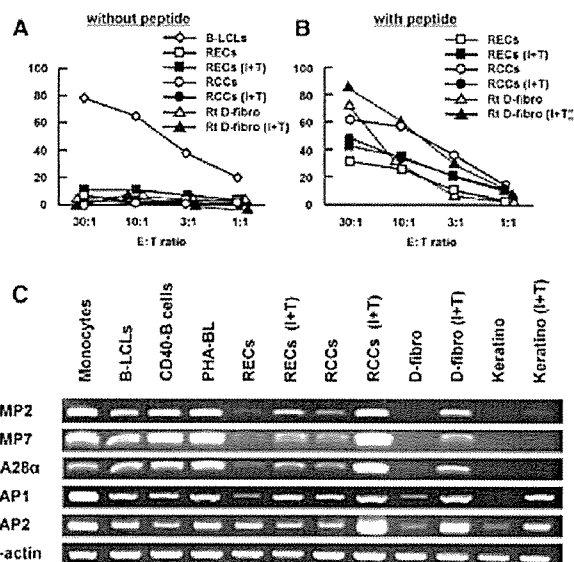 A
without peptide
B-LCLs
RECs
RECs (I+T)
RCCs
RCCs (I+T)
Rt D-fibro
Rt D-fibro (I+T)
100
80
60
40
20
0
30:1 10:1 3:1 1:1
E:T ratio
B
with peptide
RECs
RECs (I+T)
RCCs
RCCs (I+T)
Rt D-fibro
Rt D-fibro (I+T)
100
80
60
40
20
0
30:1 10:1 3:1 1:1
E:T ratio
C
Monocytes
B-LCLs
CD40-B cells
PHA-BL
RECs
RECs (I+T)
RCCs
RCCs (I+T)
D-fibro
D-fibro (I+T)
Keratino
Keratino (I+T)
MP2
MP7
A28α
AP1
AP2
-actin